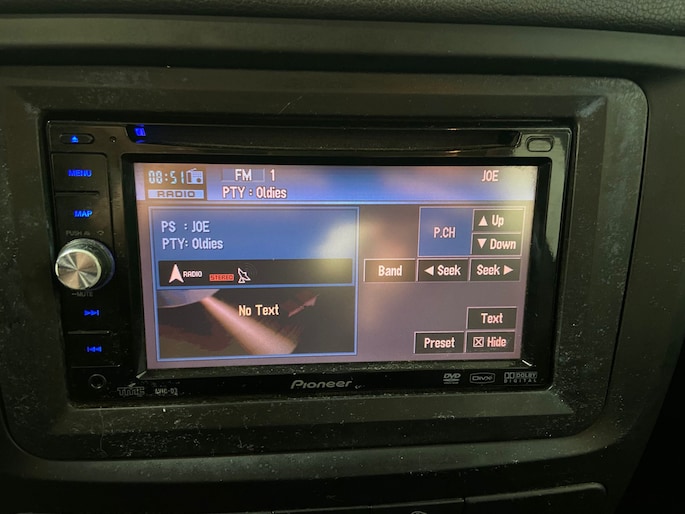 08:51
FM 1
JOE
RADIO
PTY : Oldies
MENU
MAP
PUSH
MUTE
PS : JOE
PTY: Oldies
RADIO STEREO
No Text
P.CH
▲ Up
▼ Down
Band
◀ Seek
Seek ▶
Text
Preset
Hide
Pioneer
DVD
DivX
DOLBY
DIGITAL